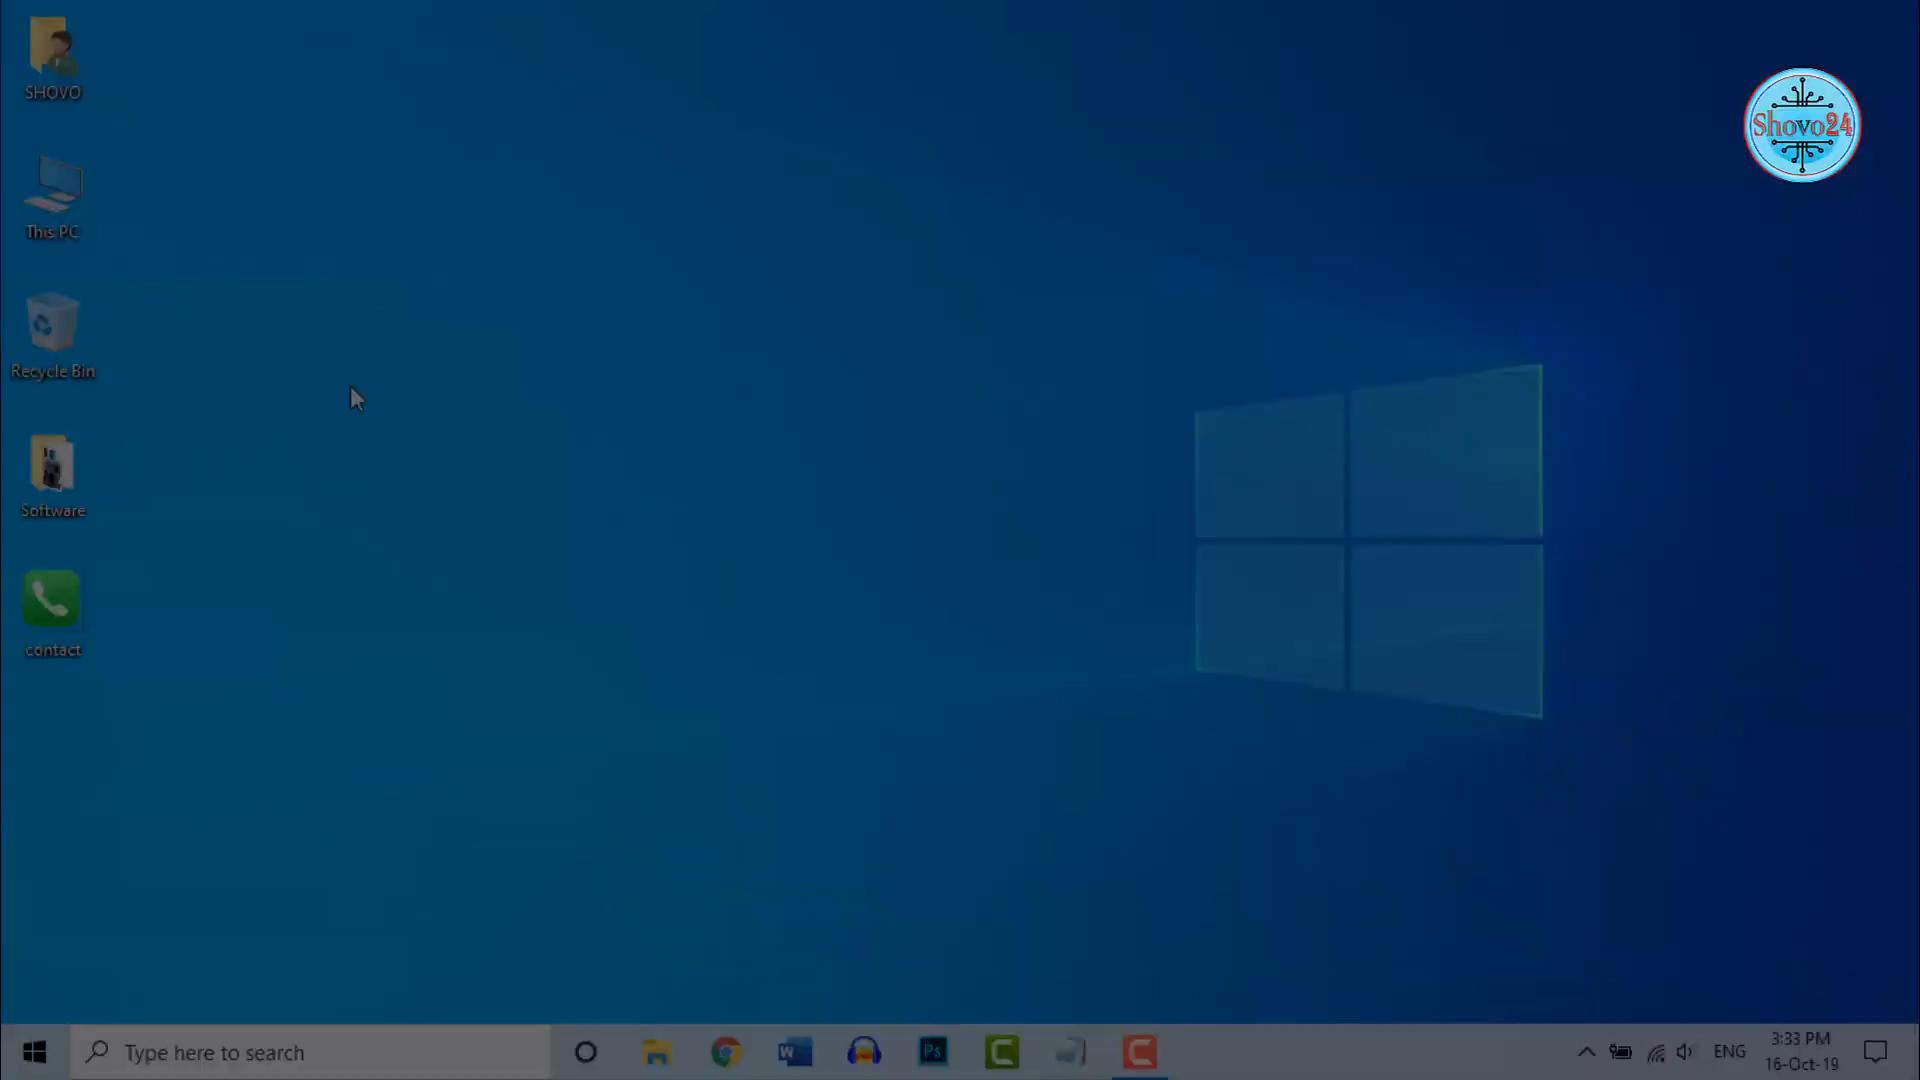 SHOVO
Shovo24
This PC
Recycle Bin
Software
contact
Type here to search
W
Ps
C
C
ENG
3:33 PM
16-Oct-19